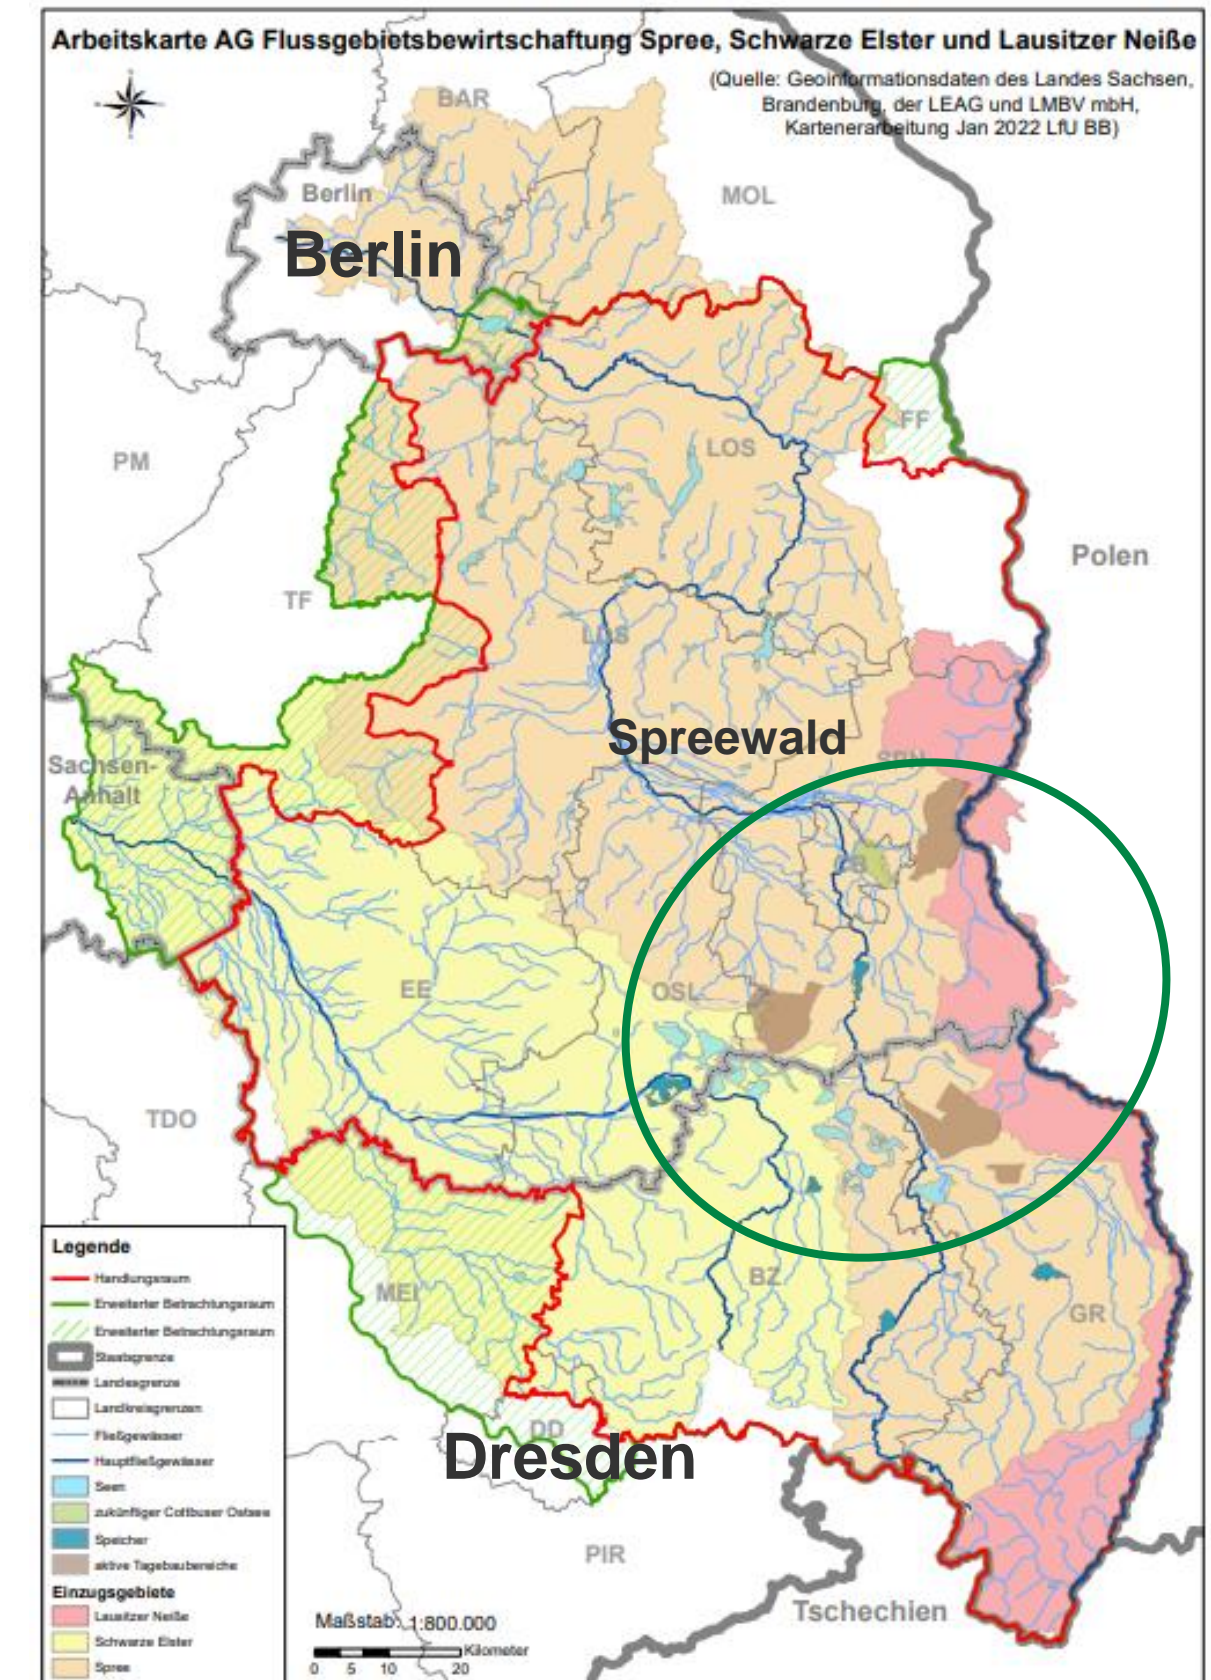 Arbeitskarte AG Flussgebietsbewirtschaftung Spree, Schwarze Elster und Lausitzer Neiße
(Quelle: Geoinformationsdaten des Landes Sachsen,
Brandenburg, der LEAG und LMBV mbH,
Kartenerarbeitung Jan 2022 LfU BB)
BAR
MOL
Berlin
Berlin
FF
LOS
PM
Polen
TF
LDS
Spreewald
SPN
Sachsen-
Anhalt
EE
OSL
TDO
BZ
MEI
GR
DD
Dresden
PIR
Tschechien
Legende
Handlungsraum
Erweiterter Betrachtungsraum
Erweiterter Betrachtungsraum
Staatsgrenze
Landesgrenze
Landkreisgrenzen
Fließgewässer
Hauptfließgewässer
Seen
zukünftiger Cottbuser Ostsee
Speicher
aktive Tagebaubereiche
Einzugsgebiete
Lausitzer Neiße
Schwarze Elster
Spree
Maßstab: 1:800.000
Kilometer
0 5 10 20